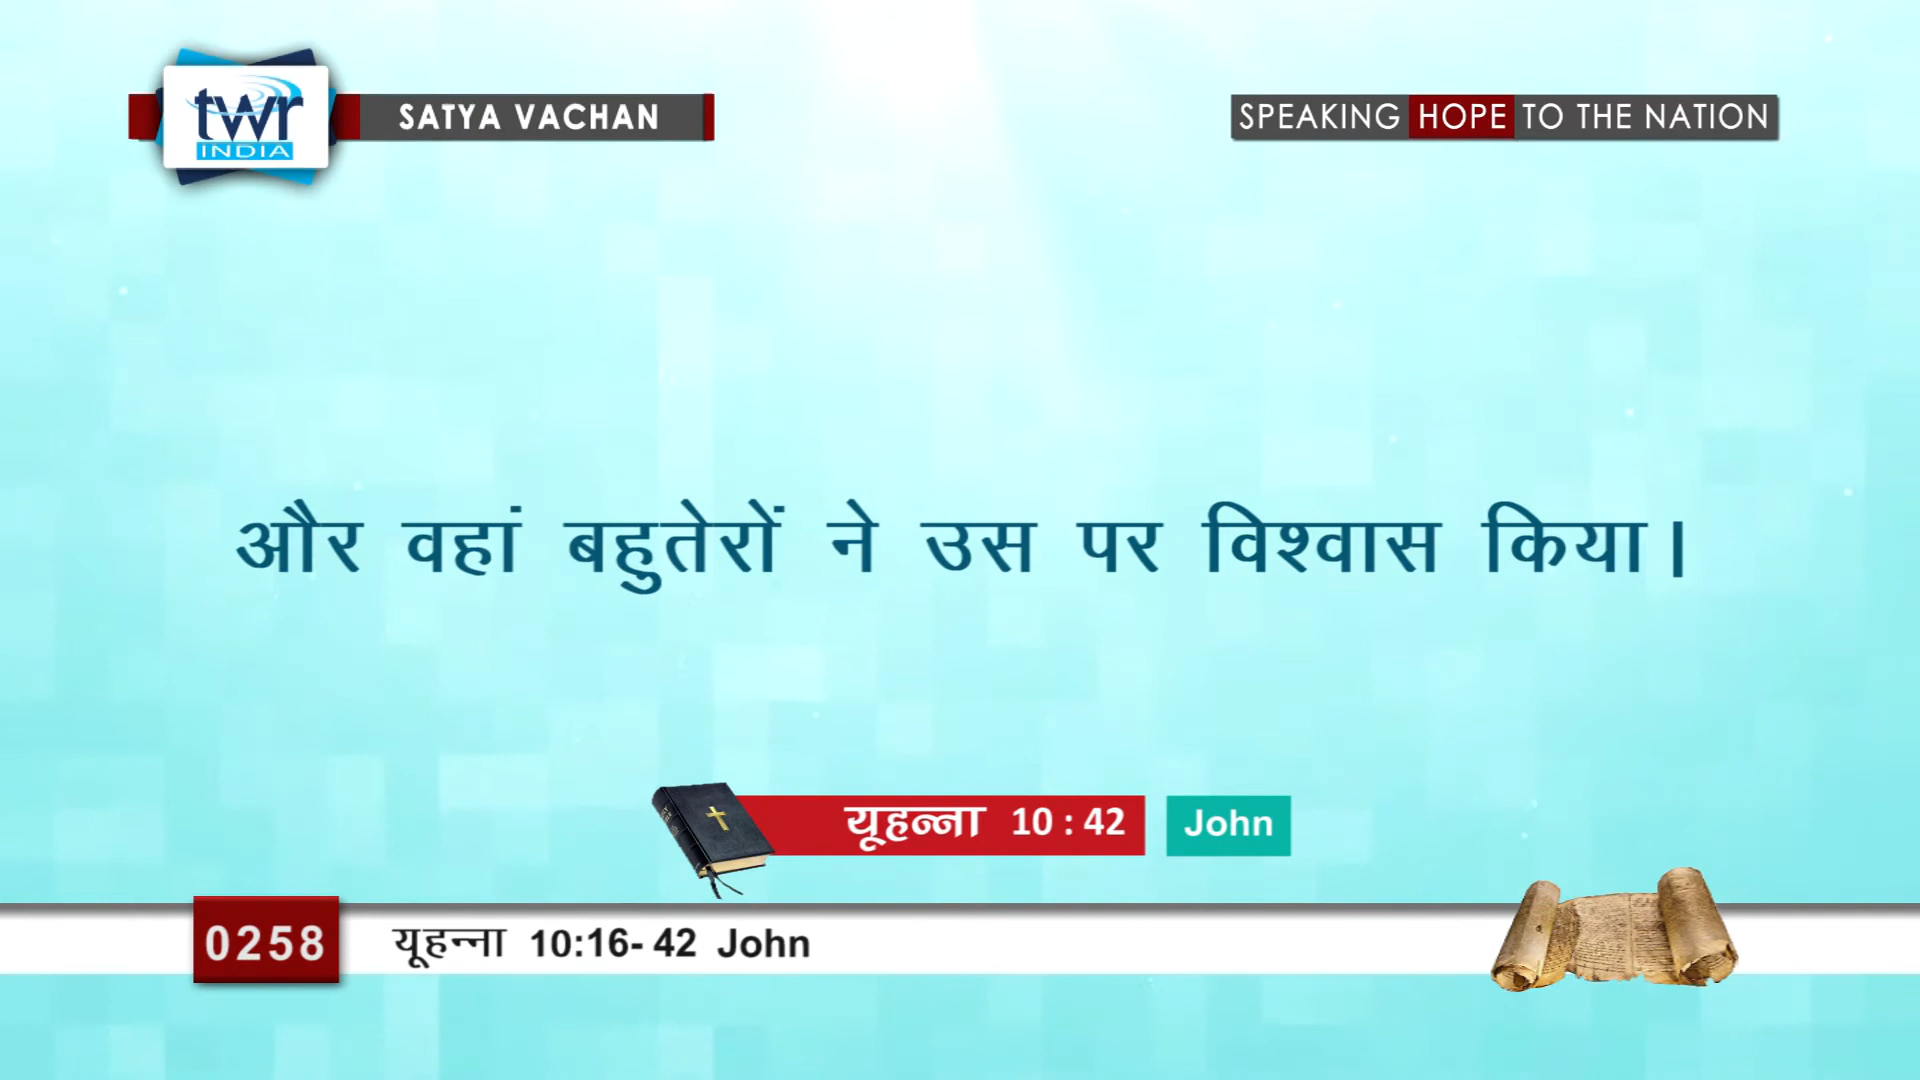 twr
INDIA
SATYA VACHAN
SPEAKING HOPE TO THE NATION
और वहां बहुतेरों ने उस पर विश्वास किया।
यूहन्ना 10 : 42 John
0258 यूहन्ना 10:16- 42 John